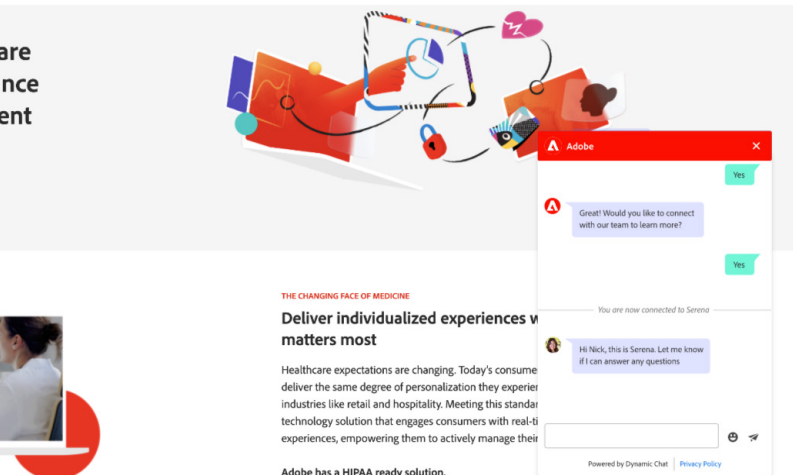 are
nce
ent
THE CHANGING FACE OF MEDICINE
Deliver individualized experiences w
matters most
Healthcare expectations are changing. Today's consume
deliver the same degree of personalization they experien
industries like retail and hospitality. Meeting this standar
technology solution that engages consumers with real-ti
experiences, empowering them to actively manage their
Adobe has a HIPAA ready solution.
Adobe
Yes
Great! Would you like to connect
with our team to learn more?
Yes
You are now connected to Serena
Hi Nick, this is Serena. Let me know
if I can answer any questions
Powered by Dynamic Chat
Privacy Policy